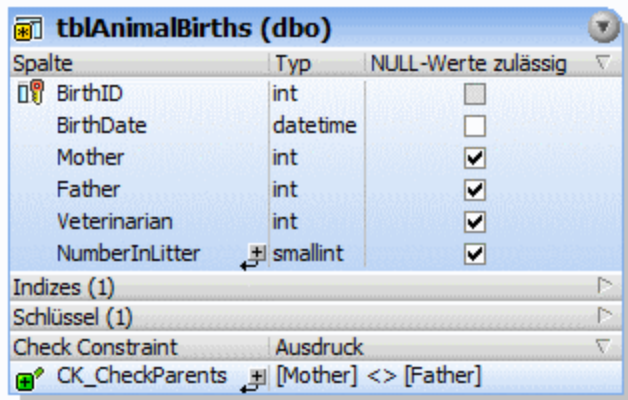 tblAnimalBirths (dbo)
Spalte Typ NULL-Werte zulässig
BirthID int
BirthDate datetime
Mother int
Father int
Veterinarian int
NumberInLitter smallint
Indizes (1)
Schlüssel (1)
Check Constraint Ausdruck
CK_CheckParents [Mother] <> [Father]